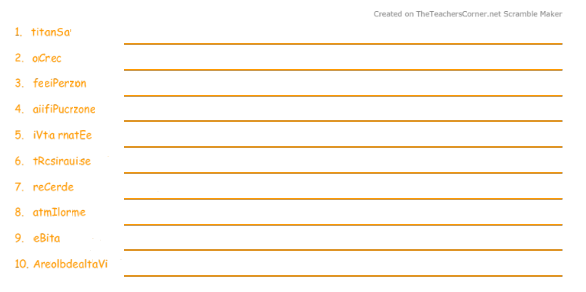 Created on TheTeachersCorner.net Scramble Maker
1. titanSa
2. aCrec
3. feeiPerzon
4. aiifiPucrzone
5. iVta rnatEe
6. tRcsirauise
7. reCerde
8. atmIlorme
9. eBita
10. AreolbdealtaVi